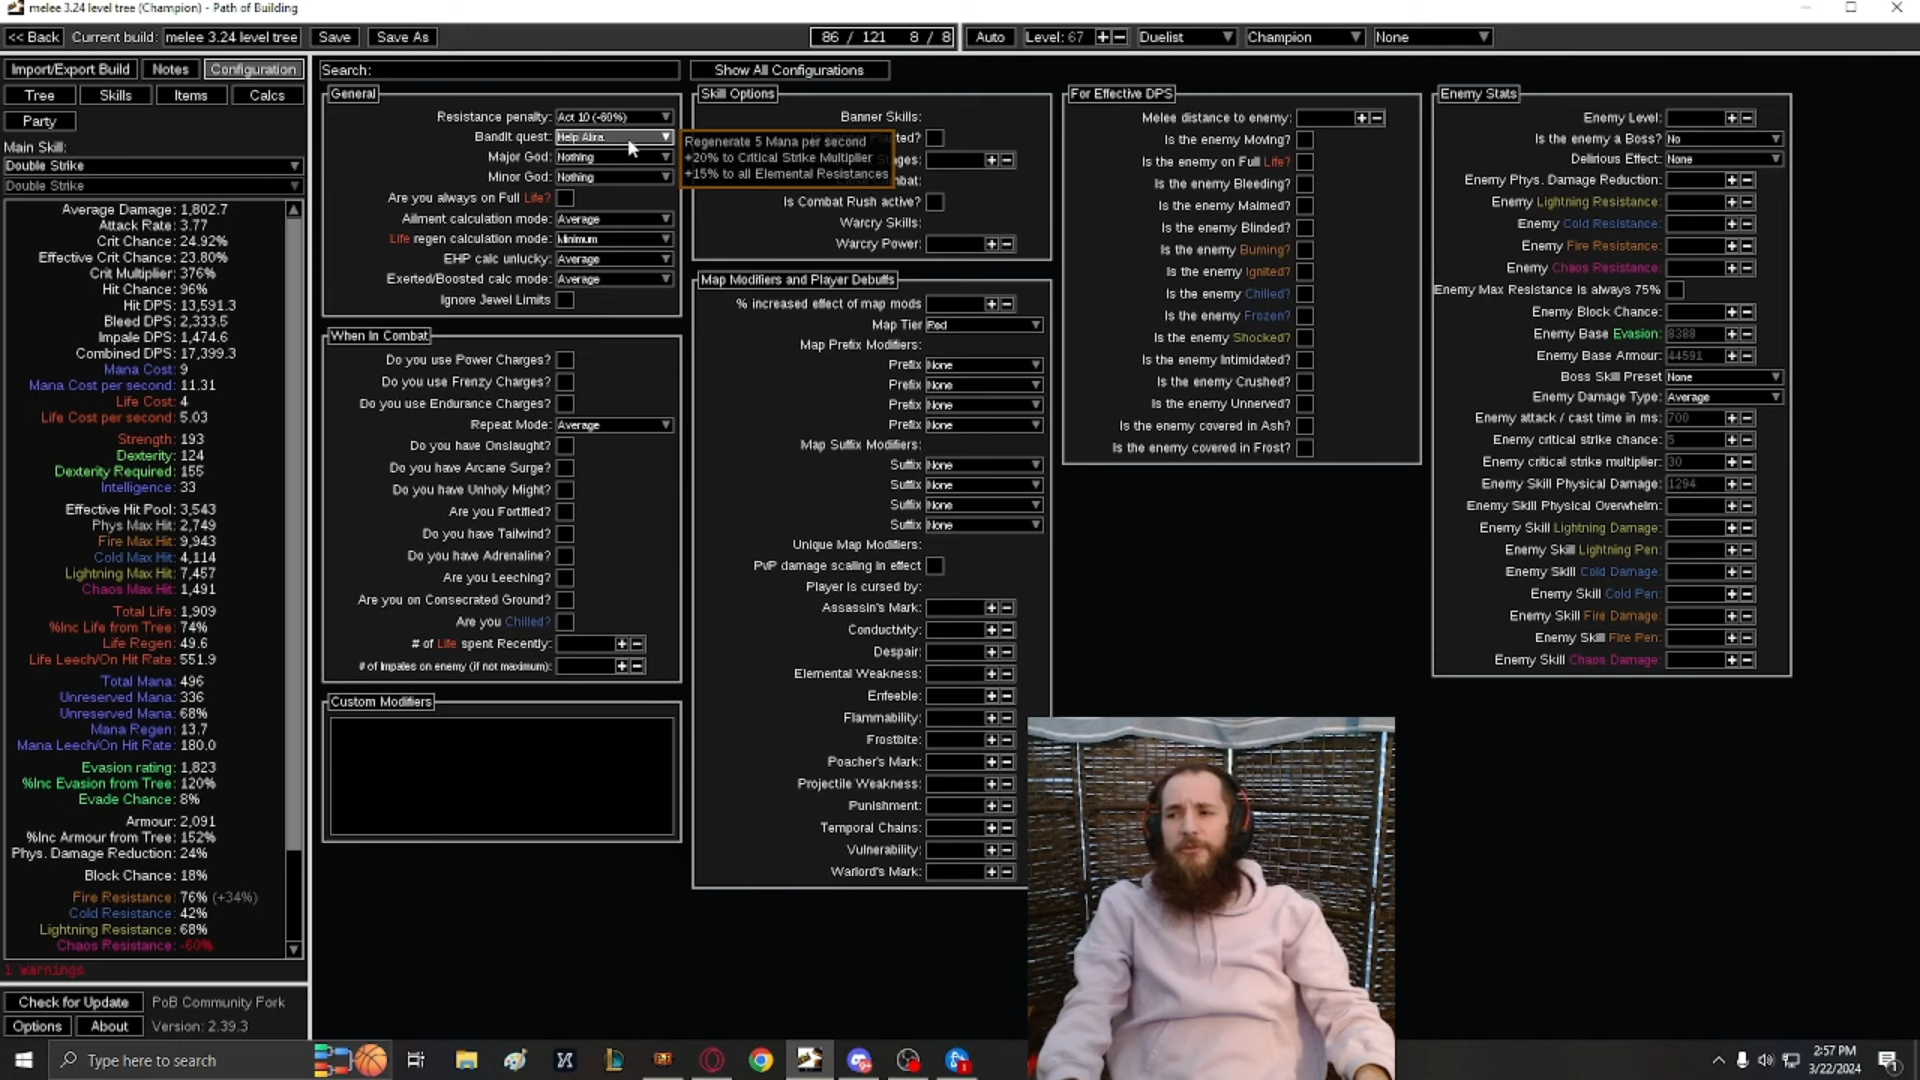 melee 3.24 level tree (Champion) - Path of Building
<< Back
Current build: melee 3.24 level tree
Save
Save As
86 / 121 8 / 8
Auto
Level: 67
Duelist
Champion
None
Import/Export Build
Notes
Configuration
Tree
Skills
Items
Calcs
Party
Main Skill:
Double Strike
Double Strike
Average Damage: 1,802.7
Attack Rate: 3.77
Crit Chance: 24.92%
Effective Crit Chance: 23.80%
Crit Multiplier: 376%
Hit Chance: 96%
Hit DPS: 13,591.3
Bleed DPS: 2,333.5
Impale DPS: 1,474.6
Combined DPS: 17,399.3
Mana Cost: 9
Mana Cost per second: 11.31
Life Cost: 4
Life Cost per second: 5.03
Strength: 193
Dexterity: 124
Dexterity Required: 155
Intelligence: 33
Effective Hit Pool: 3,543
Phys Max Hit: 2,749
Fire Max Hit: 9,943
Cold Max Hit: 4,114
Lightning Max Hit: 7,457
Chaos Max Hit: 1,491
Total Life: 1,909
%Inc Life from Tree: 74%
Life Regen: 49.6
Life Leech/On Hit Rate: 551.9
Total Mana: 496
Unreserved Mana: 336
Unreserved Mana: 68%
Mana Regen: 13.7
Mana Leech/On Hit Rate: 180.0
Evasion rating: 1,823
%Inc Evasion from Tree: 120%
Evade Chance: 8%
Armour: 2,091
%Inc Armour from Tree: 152%
Phys. Damage Reduction: 24%
Block Chance: 18%
Fire Resistance: 76% (+34%)
Cold Resistance: 42%
Lightning Resistance: 68%
Chaos Resistance: -60%
1 Warnings
Check for Update
PoB Community Fork
Options
About
Version: 2.39.3
Search:
Show All Configurations
General
Resistance penalty: Act 10 (-60%)
Bandit quest: Help Alira
Major God: Nothing
Minor God: Nothing
Are you always on Full Life?
Ailment calculation mode: Average
Life regen calculation mode: Minimum
EHP calc unlucky: Average
Exerted/Boosted calc mode: Average
Ignore Jewel Limits
Regenerate 5 Mana per second
+20% to Critical Strike Multiplier
+15% to all Elemental Resistances
When In Combat
Do you use Power Charges?
Do you use Frenzy Charges?
Do you use Endurance Charges?
Repeat Mode: Average
Do you have Onslaught?
Do you have Arcane Surge?
Do you have Unholy Might?
Are you Fortified?
Do you have Tailwind?
Do you have Adrenaline?
Are you Leeching?
Are you on Consecrated Ground?
Are you Chilled?
# of Life spent Recently:
# of Impales on enemy (if not maximum):
Custom Modifiers
Skill Options
Banner Skills:
Is Combat Rush active?
Warcry Skills:
Warcry Power:
Map Modifiers and Player Debuffs
% increased effect of map mods
Map Tier Red
Map Prefix Modifiers:
Prefix None
Prefix None
Prefix None
Prefix None
Map Suffix Modifiers:
Suffix None
Suffix None
Suffix None
Suffix None
Unique Map Modifiers:
PvP damage scaling in effect
Player is cursed by:
Assassin's Mark:
Conductivity:
Despair:
Elemental Weakness:
Enfeeble:
Flammability:
Frostbite:
Poacher's Mark:
Projectile Weakness:
Punishment:
Temporal Chains:
Vulnerability:
Warlord's Mark:
For Effective DPS
Melee distance to enemy:
Is the enemy Moving?
Is the enemy on Full Life?
Is the enemy Bleeding?
Is the enemy Maimed?
Is the enemy Blinded?
Is the enemy Burning?
Is the enemy Ignited?
Is the enemy Chilled?
Is the enemy Frozen?
Is the enemy Shocked?
Is the enemy Intimidated?
Is the enemy Crushed?
Is the enemy Unnerved?
Is the enemy covered in Ash?
Is the enemy covered in Frost?
Enemy Stats
Enemy Level:
Is the enemy a Boss? No
Delirious Effect: None
Enemy Phys. Damage Reduction:
Enemy Lightning Resistance:
Enemy Cold Resistance:
Enemy Fire Resistance:
Enemy Chaos Resistance:
Enemy Max Resistance is always 75%
Enemy Block Chance:
Enemy Base Evasion: 8388
Enemy Base Armour: 44591
Boss Skill Preset None
Enemy Damage Type: Average
Enemy attack / cast time in ms: 700
Enemy critical strike chance: 5
Enemy critical strike multiplier: 30
Enemy Skill Physical Damage: 1294
Enemy Skill Physical Overwhelm:
Enemy Skill Lightning Damage:
Enemy Skill Lightning Pen:
Enemy Skill Cold Damage:
Enemy Skill Cold Pen:
Enemy Skill Fire Damage:
Enemy Skill Fire Pen:
Enemy Skill Chaos Damage:
Type here to search
2:57 PM
3/22/2024